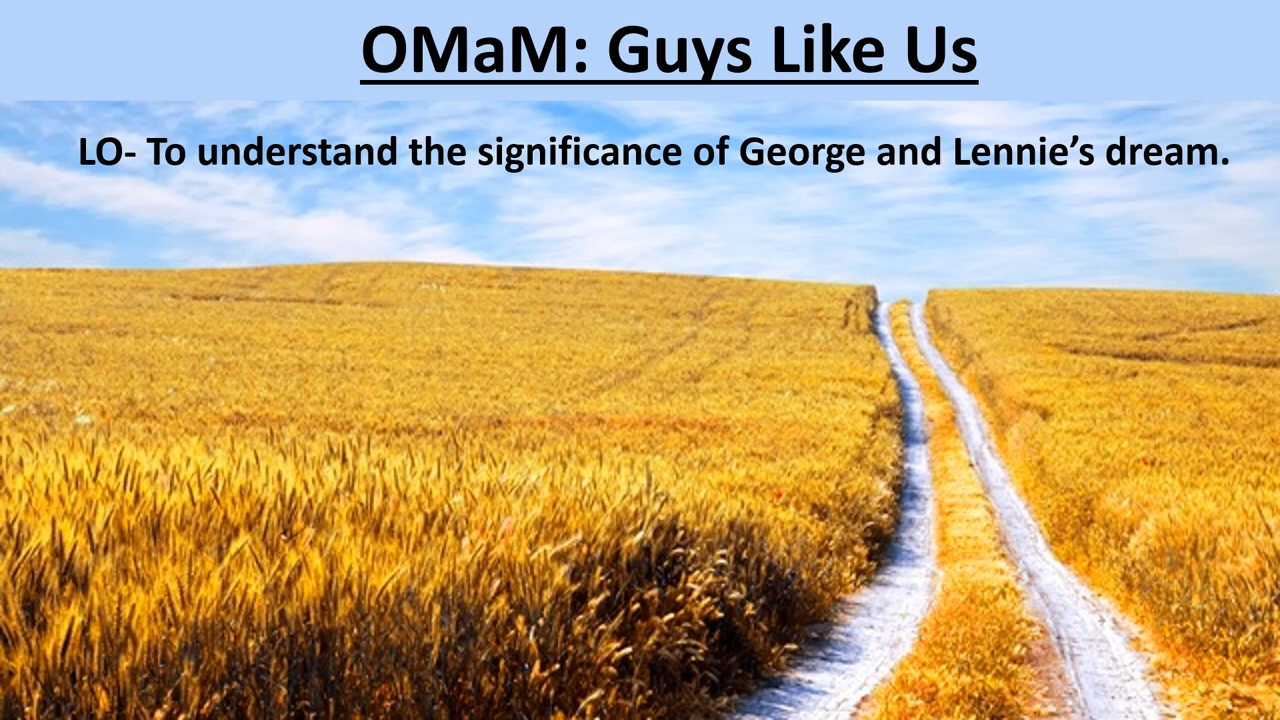 OMaM: Guys Like Us
LO- To understand the significance of George and Lennie’s dream.